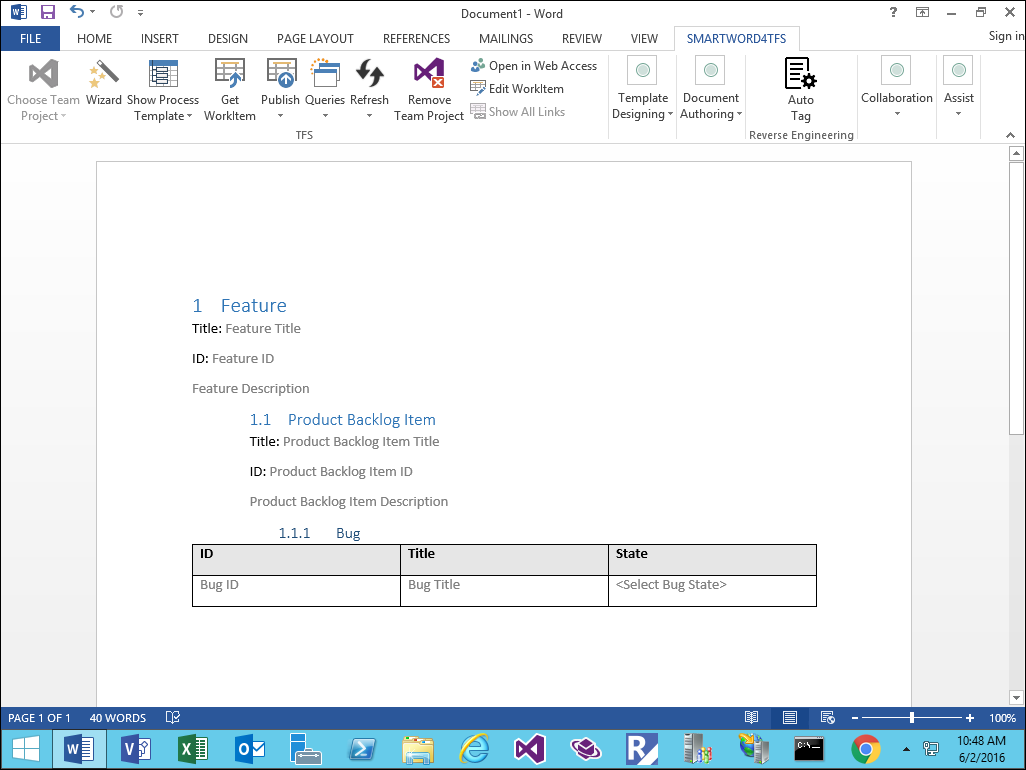 Document1 - Word
?
FILE HOME INSERT DESIGN PAGE LAYOUT REFERENCES MAILINGS REVIEW VIEW SMARTWORD4TFS Sign in
Choose Team Project
Wizard
Show Process Template
Get WorkItem
Publish
Queries
Refresh
Remove Team Project
Open in Web Access
Edit WorkItem
Show All Links
TFS
Template Designing
Document Authoring
Auto Tag
Reverse Engineering
Collaboration
Assist
1 Feature
Title: Feature Title
ID: Feature ID
Feature Description
1.1 Product Backlog Item
Title: Product Backlog Item Title
ID: Product Backlog Item ID
Product Backlog Item Description
1.1.1 Bug
ID Title State
Bug ID Bug Title <Select Bug State>
PAGE 1 OF 1 40 WORDS 100%
10:48 AM
6/2/2016